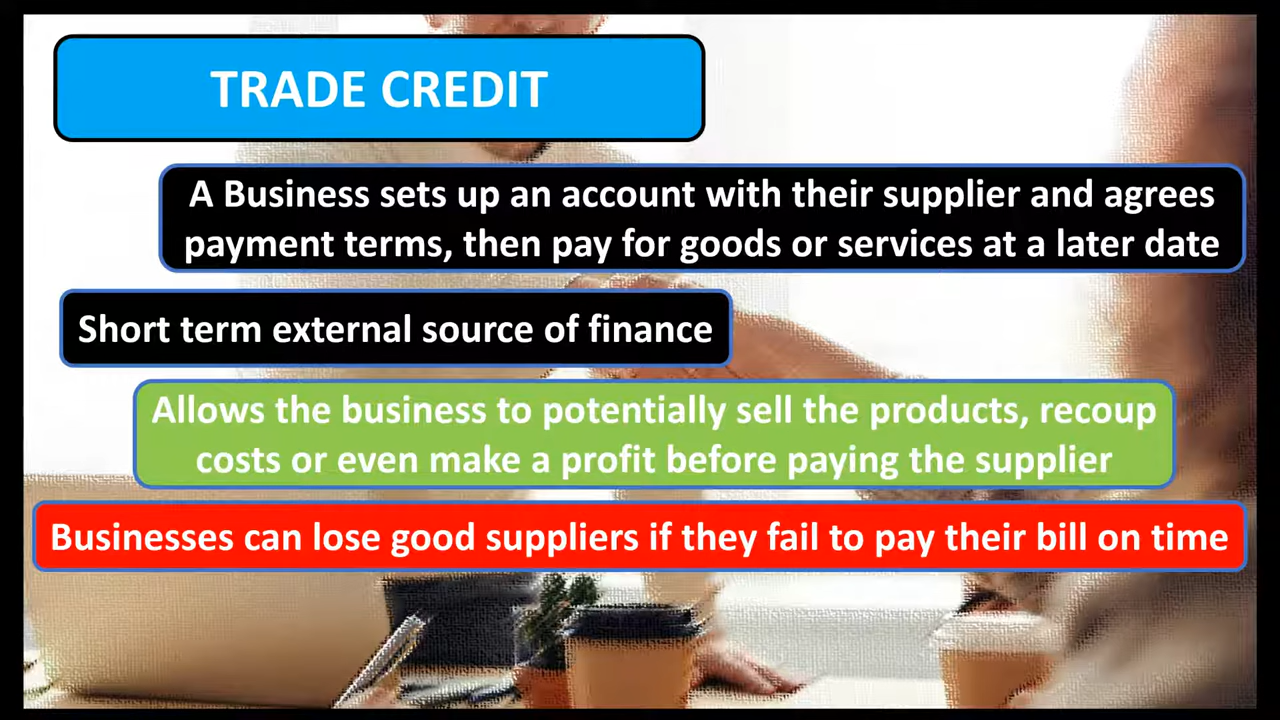 TRADE CREDIT
A Business sets up an account with their supplier and agrees
payment terms, then pay for goods or services at a later date
Short term external source of finance
Allows the business to potentially sell the products, recoup
costs or even make a profit before paying the supplier
Businesses can lose good suppliers if they fail to pay their bill on time